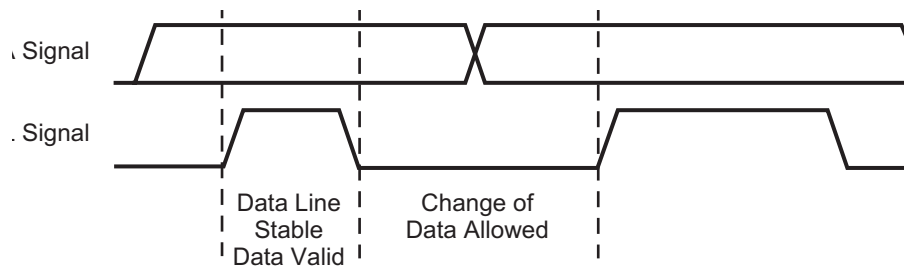 Signal
Signal
Data Line
Stable
Data Valid
Change of
Data Allowed